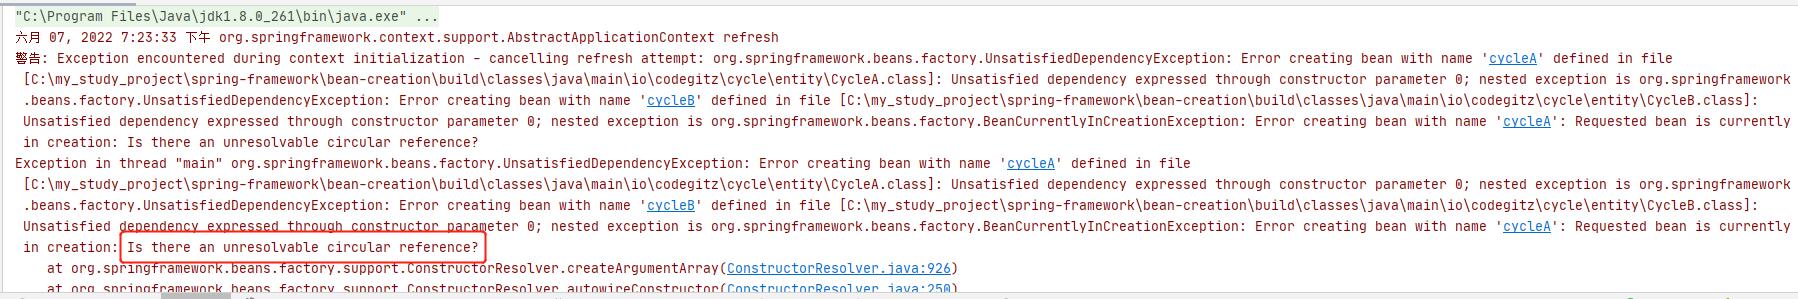 "C:\Program Files\Java\jdk1.8.0_261\bin\java.exe" ...
六月 07, 2022 7:23:33 下午 org.springframework.context.support.AbstractApplicationContext refresh
警告: Exception encountered during context initialization - cancelling refresh attempt: org.springframework.beans.factory.UnsatisfiedDependencyException: Error creating bean with name 'cycleA' defined in file
[C:\my_study_project\spring-framework\bean-creation\build\classes\java\main\io\codegitz\cycle\entity\CycleA.class]: Unsatisfied dependency expressed through constructor parameter 0; nested exception is org.springframework
.beans.factory.UnsatisfiedDependencyException: Error creating bean with name 'cycleB' defined in file [C:\my_study_project\spring-framework\bean-creation\build\classes\java\main\io\codegitz\cycle\entity\CycleB.class]:
Unsatisfied dependency expressed through constructor parameter 0; nested exception is org.springframework.beans.factory.BeanCurrentlyInCreationException: Error creating bean with name 'cycleA': Requested bean is currently
in creation: Is there an unresolvable circular reference?
Exception in thread "main" org.springframework.beans.factory.UnsatisfiedDependencyException: Error creating bean with name 'cycleA' defined in file
[C:\my_study_project\spring-framework\bean-creation\build\classes\java\main\io\codegitz\cycle\entity\CycleA.class]: Unsatisfied dependency expressed through constructor parameter 0; nested exception is org.springframework
.beans.factory.UnsatisfiedDependencyException: Error creating bean with name 'cycleB' defined in file [C:\my_study_project\spring-framework\bean-creation\build\classes\java\main\io\codegitz\cycle\entity\CycleB.class]:
Unsatisfied dependency expressed through constructor parameter 0; nested exception is org.springframework.beans.factory.BeanCurrentlyInCreationException: Error creating bean with name 'cycleA': Requested bean is currently
in creation: Is there an unresolvable circular reference?
at org.springframework.beans.factory.support.ConstructorResolver.createArgumentArray(ConstructorResolver.java:926)
at org.springframework.beans.factory.support.ConstructorResolver.autowireConstructor(ConstructorResolver.java:250)